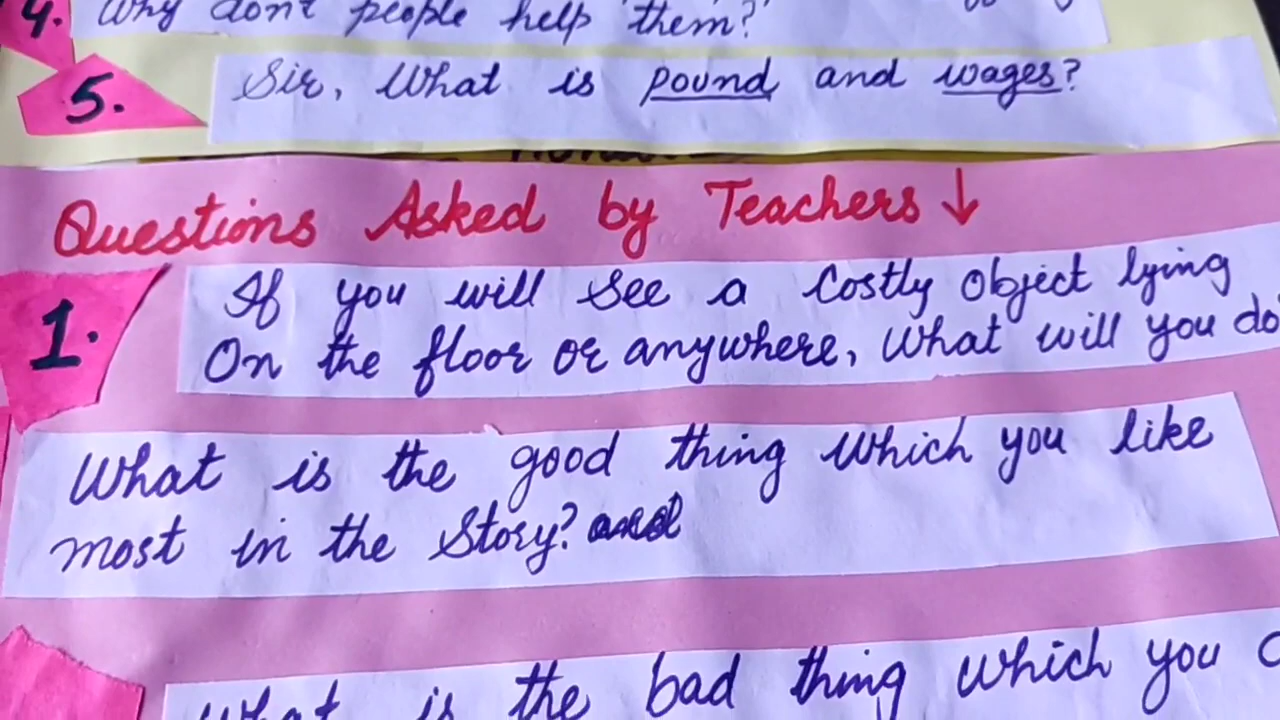 4. Why don't people help them?
5. Sir, What is pound and wages?
Questions Asked by Teachers ↓
1. If you will see a Costly Object lying
On the floor or anywhere, What will you do
What is the good thing which you like
most in the Story?
What is the bad thing which you